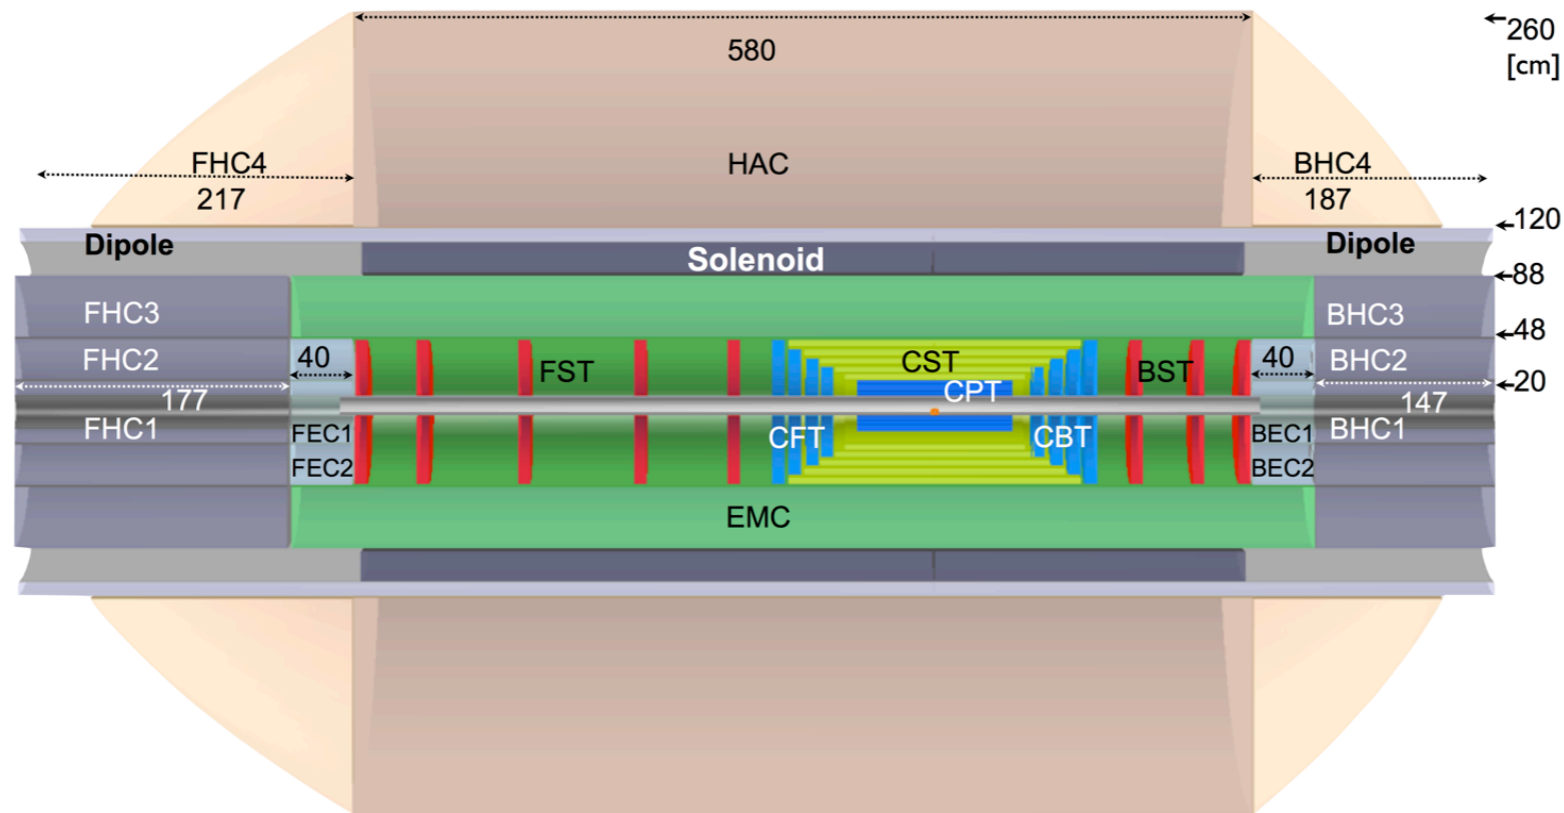 260
[cm]
580
FHC4
HAC
BHC4
217
187
120
Dipole
Dipole
Solenoid
88
FHC3
BHC3
48
FHC2
40
FST
CST
BST
40
BHC2
20
177
CPT
147
FHC1
FEC1
CFT
CBT
BEC1
BHC1
FEC2
BEC2
EMC